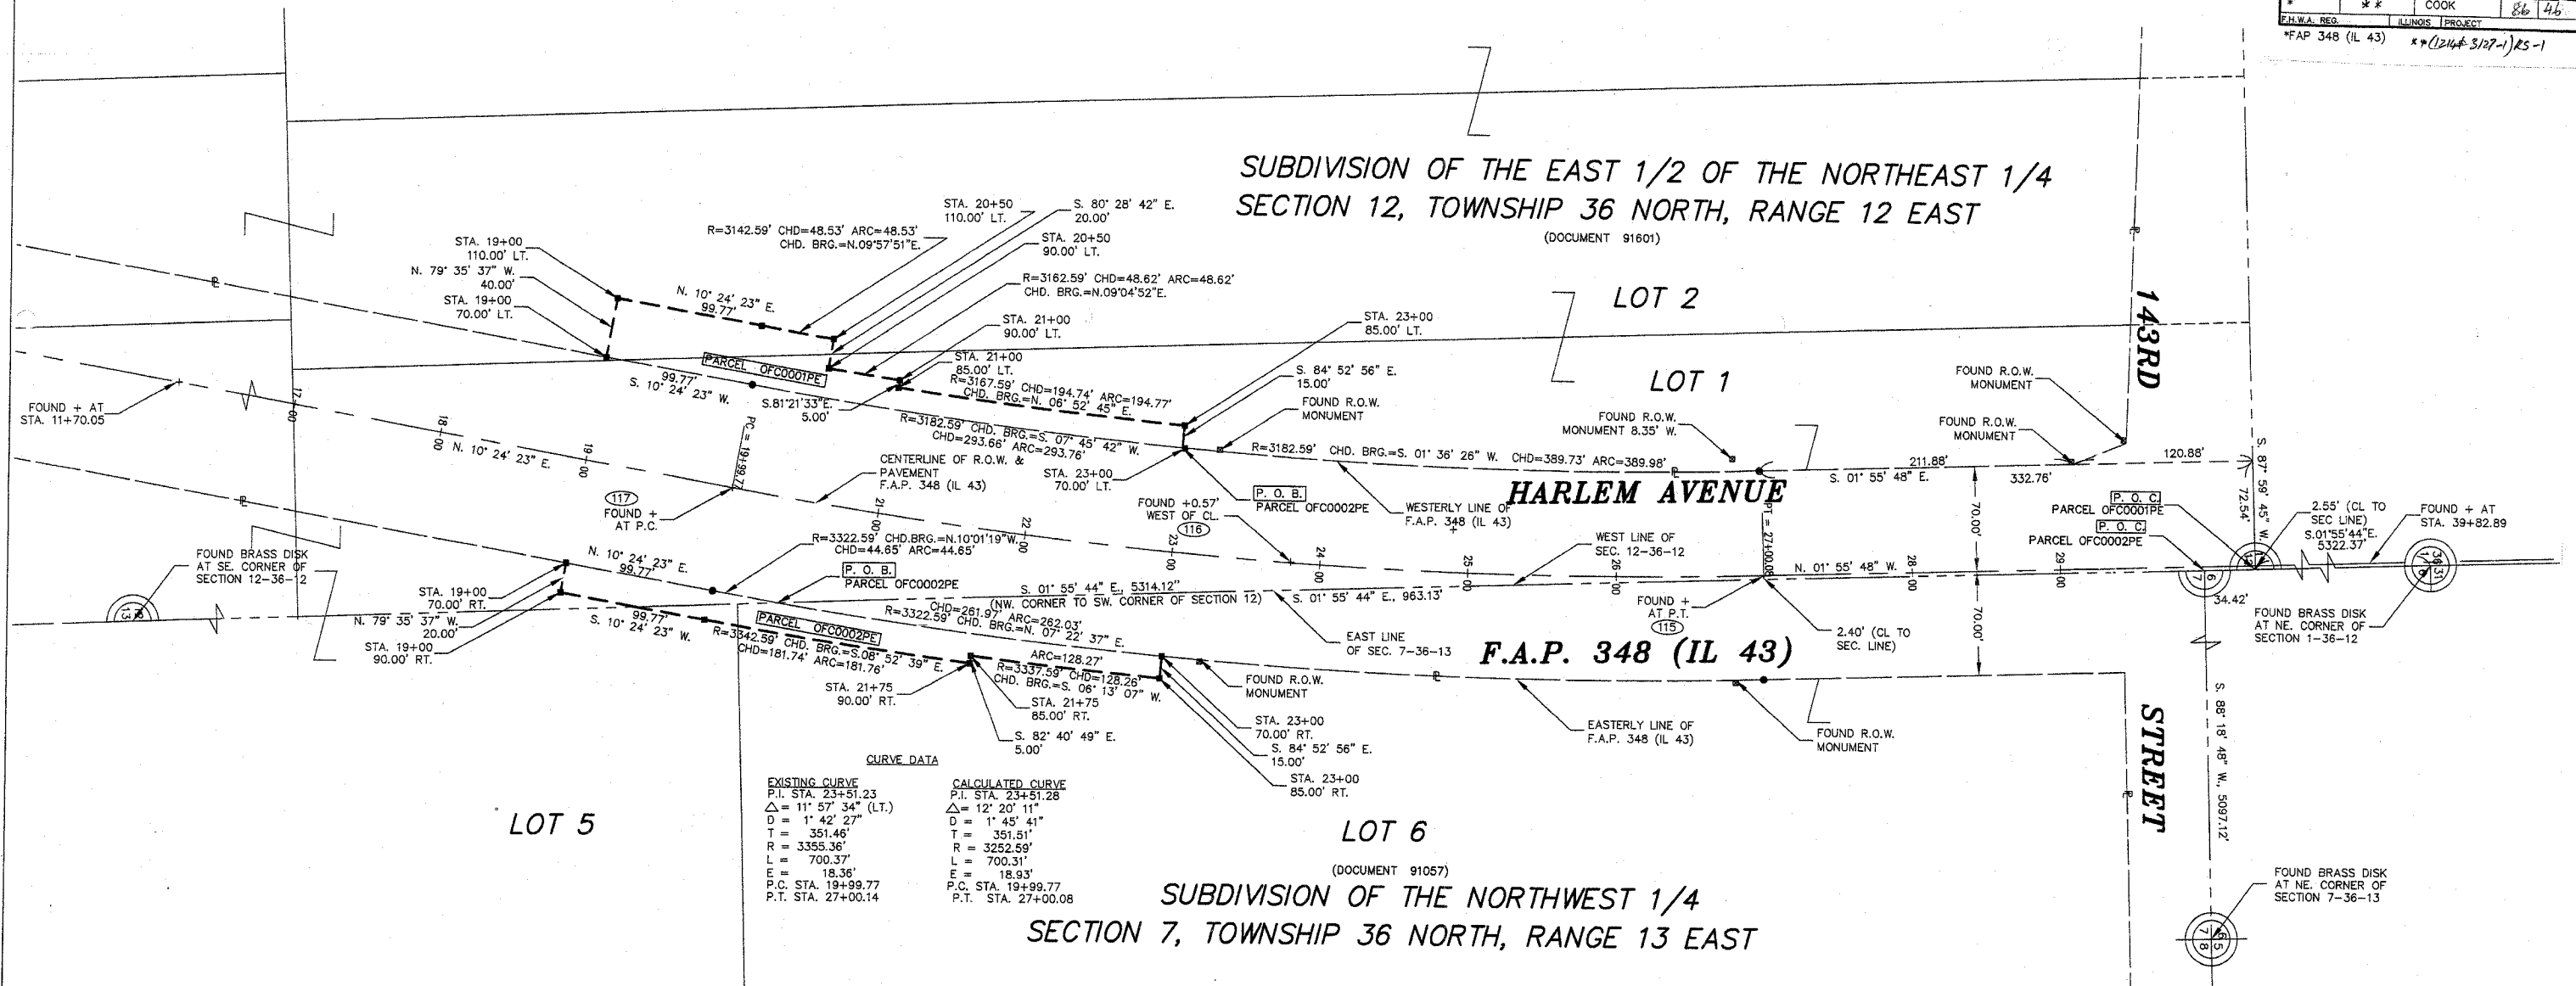 * ** COOK 86 46
F.H.W.A. REG. ILLINOIS PROJECT
*FAP 348 (IL 43)
SUBDIVISION OF THE EAST 1/2 OF THE NORTHEAST 1/4
SECTION 12, TOWNSHIP 36 NORTH, RANGE 12 EAST
(DOCUMENT 91601)
STA. 20+50
110.00' LT.
S. 80° 28' 42" E.
20.00'
R=3142.59' CHD=48.53' ARC=48.53'
CHD. BRG.=N.09°57'51"E.
STA. 20+50
90.00' LT.
STA. 19+00
110.00' LT.
N. 79° 35' 37" W.
40.00'
STA. 19+00
70.00' LT.
R=3162.59' CHD=48.62' ARC=48.62'
CHD. BRG.=N.09°04'52"E.
N. 10° 24' 23" E.
99.77'
LOT 2
STA. 21+00
90.00' LT.
STA. 23+00
85.00' LT.
143RD
PARCEL OFC0001PE
STA. 21+00
85.00' LT.
R=3167.59' CHD=194.74' ARC=194.77'
CHD. BRG.=N. 06° 52' 45" E.
S. 84° 52' 56" E.
15.00'
LOT 1
FOUND R.O.W.
MONUMENT
99.77'
S. 10° 24' 23" W.
S.81°21'33"E.
5.00'
FOUND R.O.W.
MONUMENT
FOUND R.O.W.
MONUMENT 8.35' W.
FOUND R.O.W.
MONUMENT
FOUND + AT
STA. 11+70.05
17+00
18+00
N. 10° 24' 23" E.
19+00
PC = 19+99.77
R=3182.59' CHD. BRG.=S. 07° 45' 42" W.
CHD=293.66' ARC=293.76'
R=3182.59' CHD. BRG.=S. 01° 36' 26" W. CHD=389.73' ARC=389.98'
S. 01° 55' 48" E.
211.88'
332.76'
120.88'
S. 87° 59' 45" W.
72.54'
CENTERLINE OF R.O.W. &
PAVEMENT
F.A.P. 348 (IL 43)
STA. 23+00
70.00' LT.
P. O. B.
PARCEL OFC0002PE
WESTERLY LINE OF
F.A.P. 348 (IL 43)
HARLEM AVENUE
117
FOUND +
AT P.C.
21+00
22+00
23+00
24+00
25+00
26+00
28+00
29+00
FOUND +0.57'
WEST OF CL.
116
70.00'
P. O. C.
PARCEL OFC0001PE
P. O. C.
PARCEL OFC0002PE
2.55' (CL TO
SEC LINE)
S.01°55'44"E.
5322.37'
FOUND + AT
STA. 39+82.89
FOUND BRASS DISK
AT SE. CORNER OF
SECTION 12-36-12
N. 10° 24' 23" E.
99.77'
R=3322.59' CHD.BRG.=N.10°01'19"W.
CHD=44.65' ARC=44.65'
P. O. B.
PARCEL OFC0002PE
WEST LINE OF
SEC. 12-36-12
PT = 27+00.08
N. 01° 55' 48" W.
STA. 19+00
70.00' RT.
S. 01° 55' 44" E., 5314.12'
(NW. CORNER TO SW. CORNER OF SECTION 12)
S. 01° 55' 44" E., 963.13'
34.42'
7 6
N. 79° 35' 37" W.
20.00'
99.77'
S. 10° 24' 23" W.
STA. 19+00
90.00' RT.
PARCEL OFC0002PE
CHD=261.97' ARC=262.03'
R=3322.59' CHD. BRG.=N. 07° 22' 37" E.
R=3342.59' CHD. BRG.=S.08° 52' 39" E.
CHD=181.74' ARC=181.76'
EAST LINE
OF SEC. 7-36-13
FOUND +
AT P.T.
115
2.40' (CL TO
SEC. LINE)
70.00'
FOUND BRASS DISK
AT NE. CORNER OF
SECTION 1-36-12
F.A.P. 348 (IL 43)
ARC=128.27'
R=3337.59' CHD=128.26'
CHD. BRG.=S. 06° 13' 07" W.
STA. 21+75
90.00' RT.
STA. 21+75
85.00' RT.
S. 82° 40' 49" E.
5.00'
FOUND R.O.W.
MONUMENT
STA. 23+00
70.00' RT.
S. 84° 52' 56" E.
15.00'
STA. 23+00
85.00' RT.
EASTERLY LINE OF
F.A.P. 348 (IL 43)
FOUND R.O.W.
MONUMENT
STREET
S. 88° 18' 48" W., 5097.12'
CURVE DATA
EXISTING CURVE
P.I. STA. 23+51.23
△= 11° 57' 34" (LT.)
D = 1° 42' 27"
T = 351.46'
R = 3355.36'
L = 700.37'
E = 18.36'
P.C. STA. 19+99.77
P.T. STA. 27+00.14
CALCULATED CURVE
P.I. STA. 23+51.28
△= 12° 20' 11"
D = 1° 45' 41"
T = 351.51'
R = 3252.59'
L = 700.31'
E = 18.93'
P.C. STA. 19+99.77
P.T. STA. 27+00.08
LOT 5
LOT 6
(DOCUMENT 91057)
SUBDIVISION OF THE NORTHWEST 1/4
SECTION 7, TOWNSHIP 36 NORTH, RANGE 13 EAST
FOUND BRASS DISK
AT NE. CORNER OF
SECTION 7-36-13
6 5
7 8